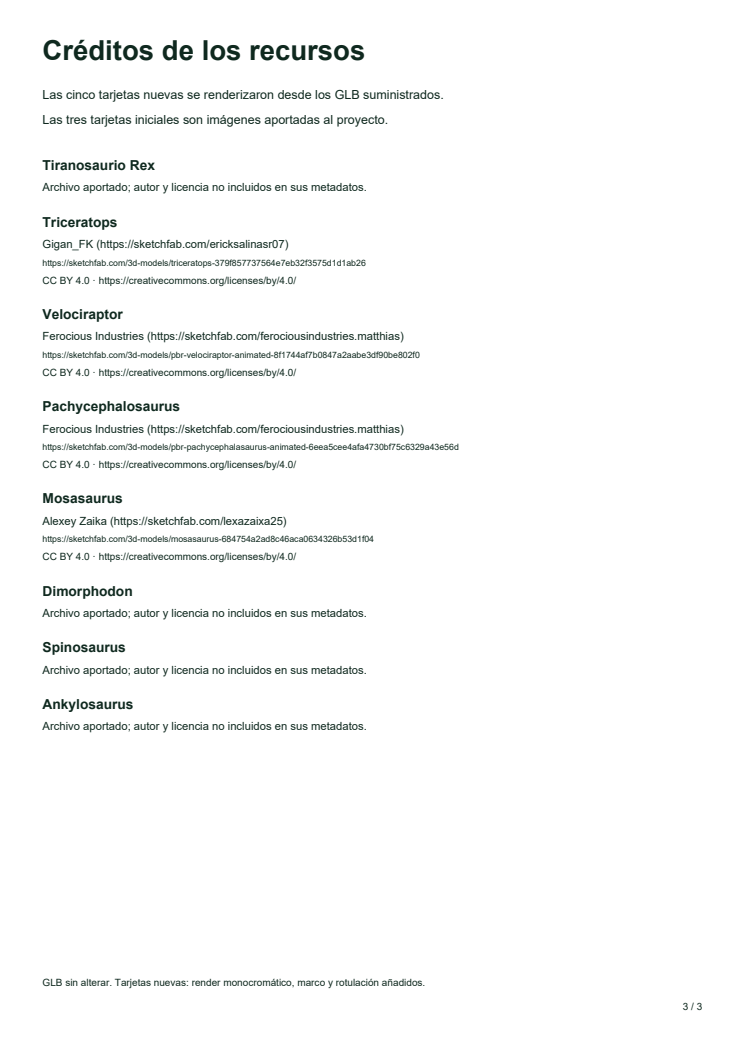 Créditos de los recursos
Las cinco tarjetas nuevas se renderizaron desde los GLB suministrados.
Las tres tarjetas iniciales son imágenes aportadas al proyecto.
Tiranosaurio Rex
Archivo aportado; autor y licencia no incluidos en sus metadatos.
Triceratops
Gigan_FK (https://sketchfab.com/ericksalinasr07)
https://sketchfab.com/3d-models/triceratops-379f857737564e7eb32f3575d1d1ab26
CC BY 4.0 · https://creativecommons.org/licenses/by/4.0/
Velociraptor
Ferocious Industries (https://sketchfab.com/ferociousindustries.matthias)
https://sketchfab.com/3d-models/pbr-velociraptor-animated-8f1744af7b0847a2aabe3df90be802f0
CC BY 4.0 · https://creativecommons.org/licenses/by/4.0/
Pachycephalosaurus
Ferocious Industries (https://sketchfab.com/ferociousindustries.matthias)
https://sketchfab.com/3d-models/pbr-pachycephalasaurus-animated-6eea5cee4afa4730bf75c6329a43e56d
CC BY 4.0 · https://creativecommons.org/licenses/by/4.0/
Mosasaurus
Alexey Zaika (https://sketchfab.com/lexazaixa25)
https://sketchfab.com/3d-models/mosasaurus-684754a2ad8c46aca0634326b53d1f04
CC BY 4.0 · https://creativecommons.org/licenses/by/4.0/
Dimorphodon
Archivo aportado; autor y licencia no incluidos en sus metadatos.
Spinosaurus
Archivo aportado; autor y licencia no incluidos en sus metadatos.
Ankylosaurus
Archivo aportado; autor y licencia no incluidos en sus metadatos.
GLB sin alterar. Tarjetas nuevas: render monocromático, marco y rotulación añadidos.
3 / 3